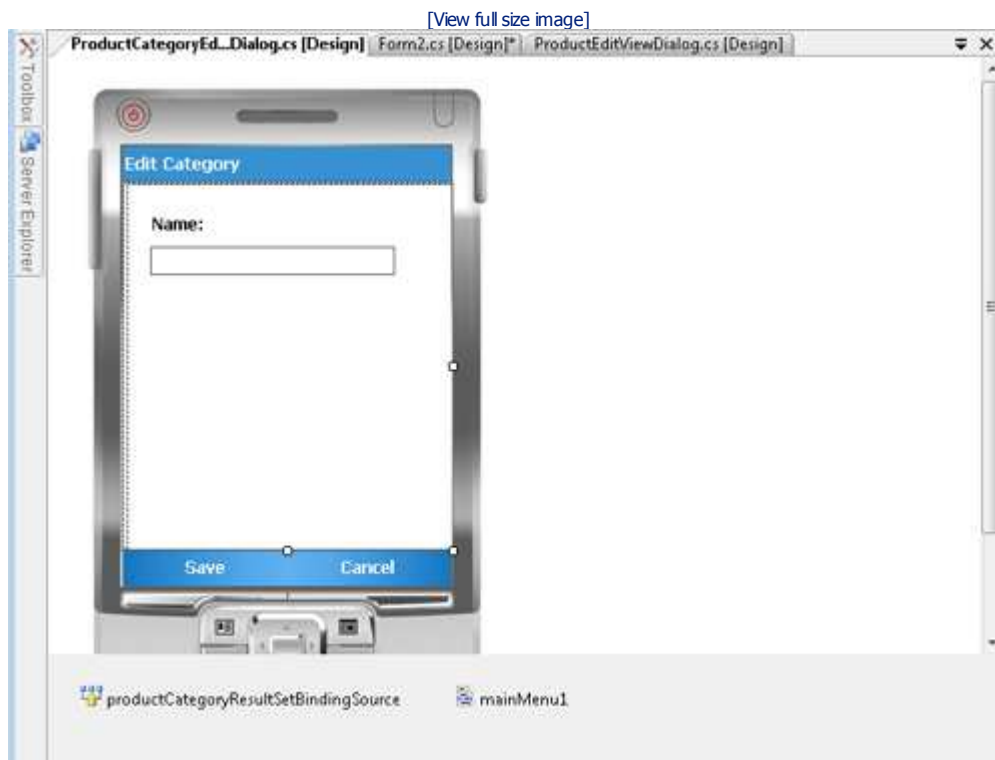 [View full size image]
ProductCategoryEd...Dialog.cs [Design] Form2.cs [Design]* ProductEditViewDialog.cs [Design]
Toolbox
Server Explorer
Edit Category
Name:
Save Cancel
productCategoryResultSetBindingSource mainMenu1